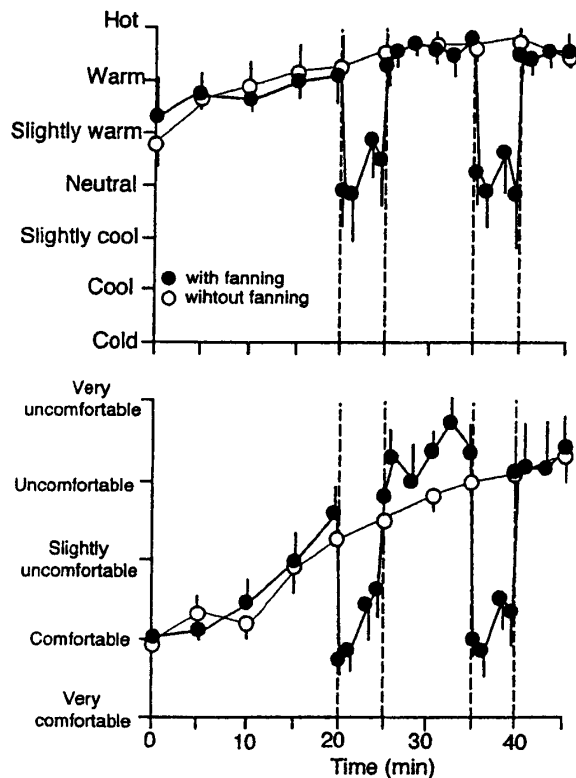 Hot
Warm
Slightly warm
Neutral
Slightly cool
Cool
Cold
with fanning
wihtout fanning
Very
uncomfortable
Uncomfortable
Slightly
uncomfortable
Comfortable
Very
comfortable
0 10 20 30 40
Time (min)